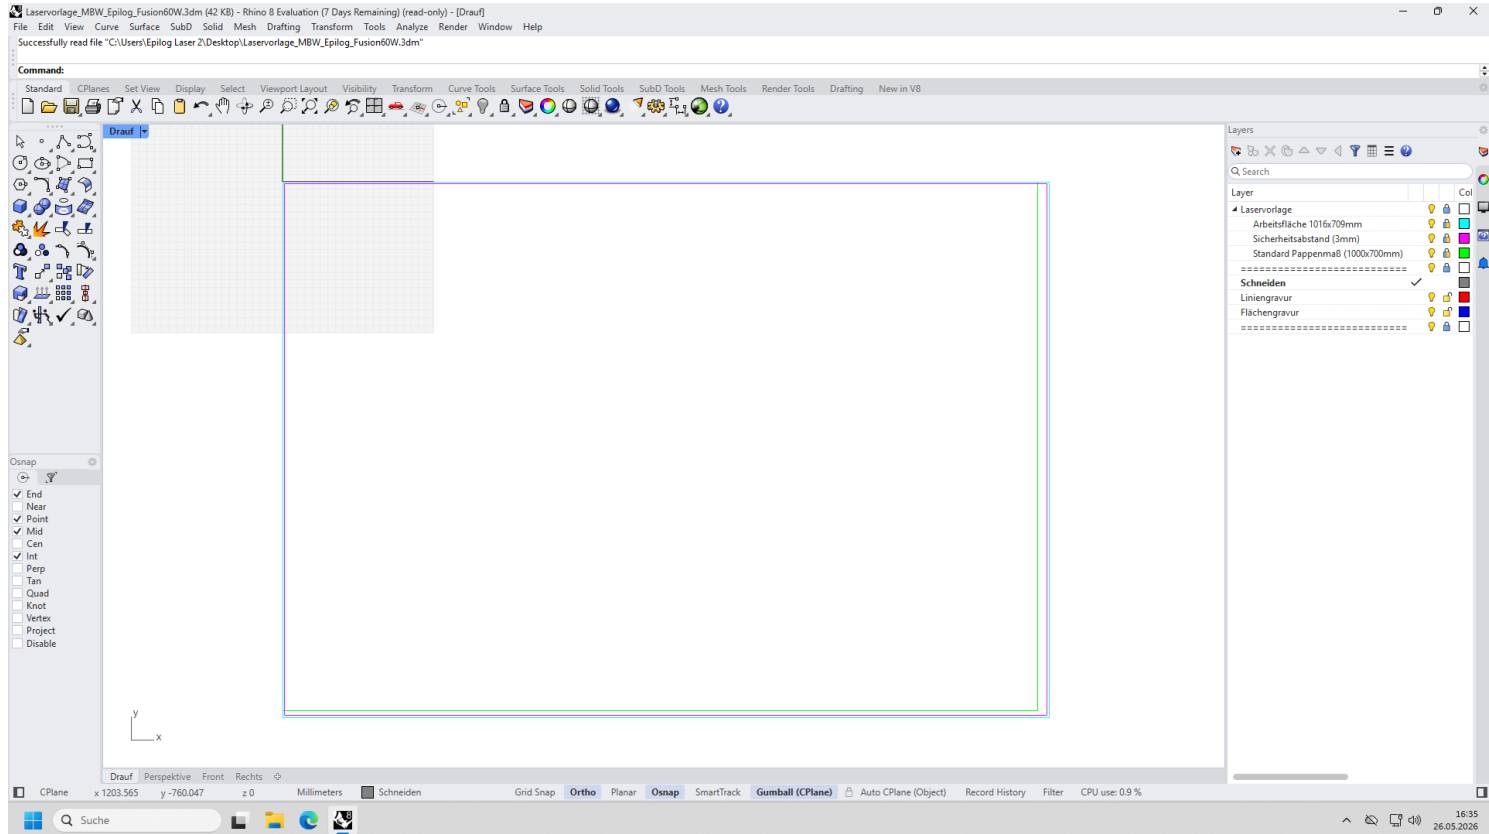 Laservorlage_MBW_Epilog_Fusion60W.3dm (42 KB) - Rhino 8 Evaluation (7 Days Remaining) (read-only) - [Drauf]
File Edit View Curve Surface SubD Solid Mesh Drafting Transform Tools Analyze Render Window Help
Successfully read file "C:\Users\Epilog Laser 2\Desktop\Laservorlage_MBW_Epilog_Fusion60W.3dm"
Command:
Standard CPlanes Set View Display Select Viewport Layout Visibility Transform Curve Tools Surface Tools Solid Tools SubD Tools Mesh Tools Render Tools Drafting New in V8
Drauf
Layers
Search
Layer Col
Laservorlage
Arbeitsfläche 1016x709mm
Sicherheitsabstand (3mm)
Standard Pappenmaß (1000x700mm)
===========================
Schneiden
Liniengravur
Flächengravur
===========================
Osnap
End
Near
Point
Mid
Cen
Int
Perp
Tan
Quad
Knot
Vertex
Project
Disable
y
x
Drauf Perspektive Front Rechts
CPlane x 1203.565 y -760.047 z 0 Millimeters Schneiden Grid Snap Ortho Planar Osnap SmartTrack Gumball (CPlane) Auto CPlane (Object) Record History Filter CPU use: 0.9 %
Suche
16:35
26.05.2026